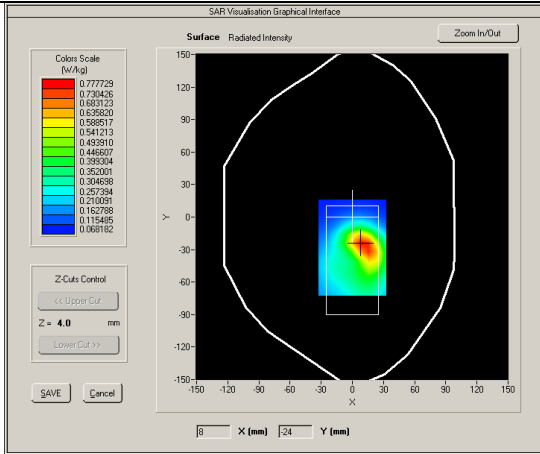 SAR Visualisation Graphical Interface
Surface Radiated Intensity
Zoom In/Out
Colors Scale
(W/kg)
0.777729
0.730426
0.683123
0.635820
0.588517
0.541213
0.493910
0.446607
0.399304
0.352001
0.304698
0.257394
0.210091
0.162788
0.115485
0.068182
150
120
90
60
30
0
-30
-60
-90
-120
-150
Y
-150 -120 -90 -60 -30 0 30 60 90 120 150
X
Z-Cuts Control
<< Upper Cut
Z = 4.0 mm
Lower Cut >>
SAVE Cancel
8 X (mm) -24 Y (mm)